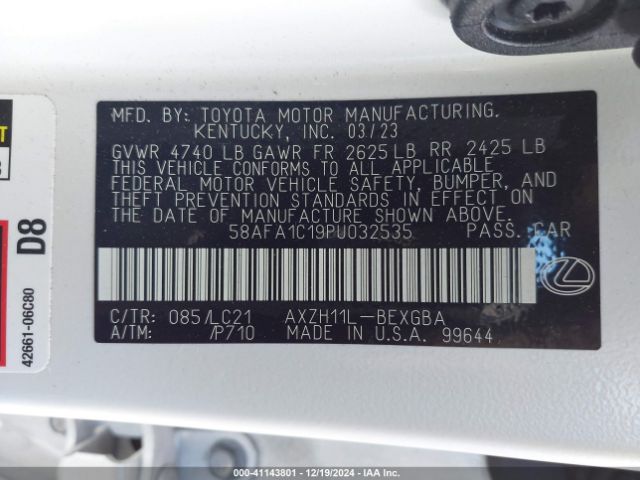 MFD. BY: TOYOTA MOTOR MANUFACTURING.
KENTUCKY, INC. 03/23
GVWR 4740 LB GAWR FR 2625 LB RR 2425 LB
THIS VEHICLE CONFORMS TO ALL APPLICABLE
FEDERAL MOTOR VEHICLE SAFETY, BUMPER, AND
THEFT PREVENTION STANDARDS IN EFFECT ON
THE DATE OF MANUFACTURE SHOWN ABOVE.
58AFA1C19PU032535 PASS. CAR
C/TR: 085/LC21 AXZH11L-BEXGBA
A/TM: /P710 MADE IN U.S.A. 99644
D8
42661-06C80
000-41143801 - 12/19/2024 - IAA Inc.